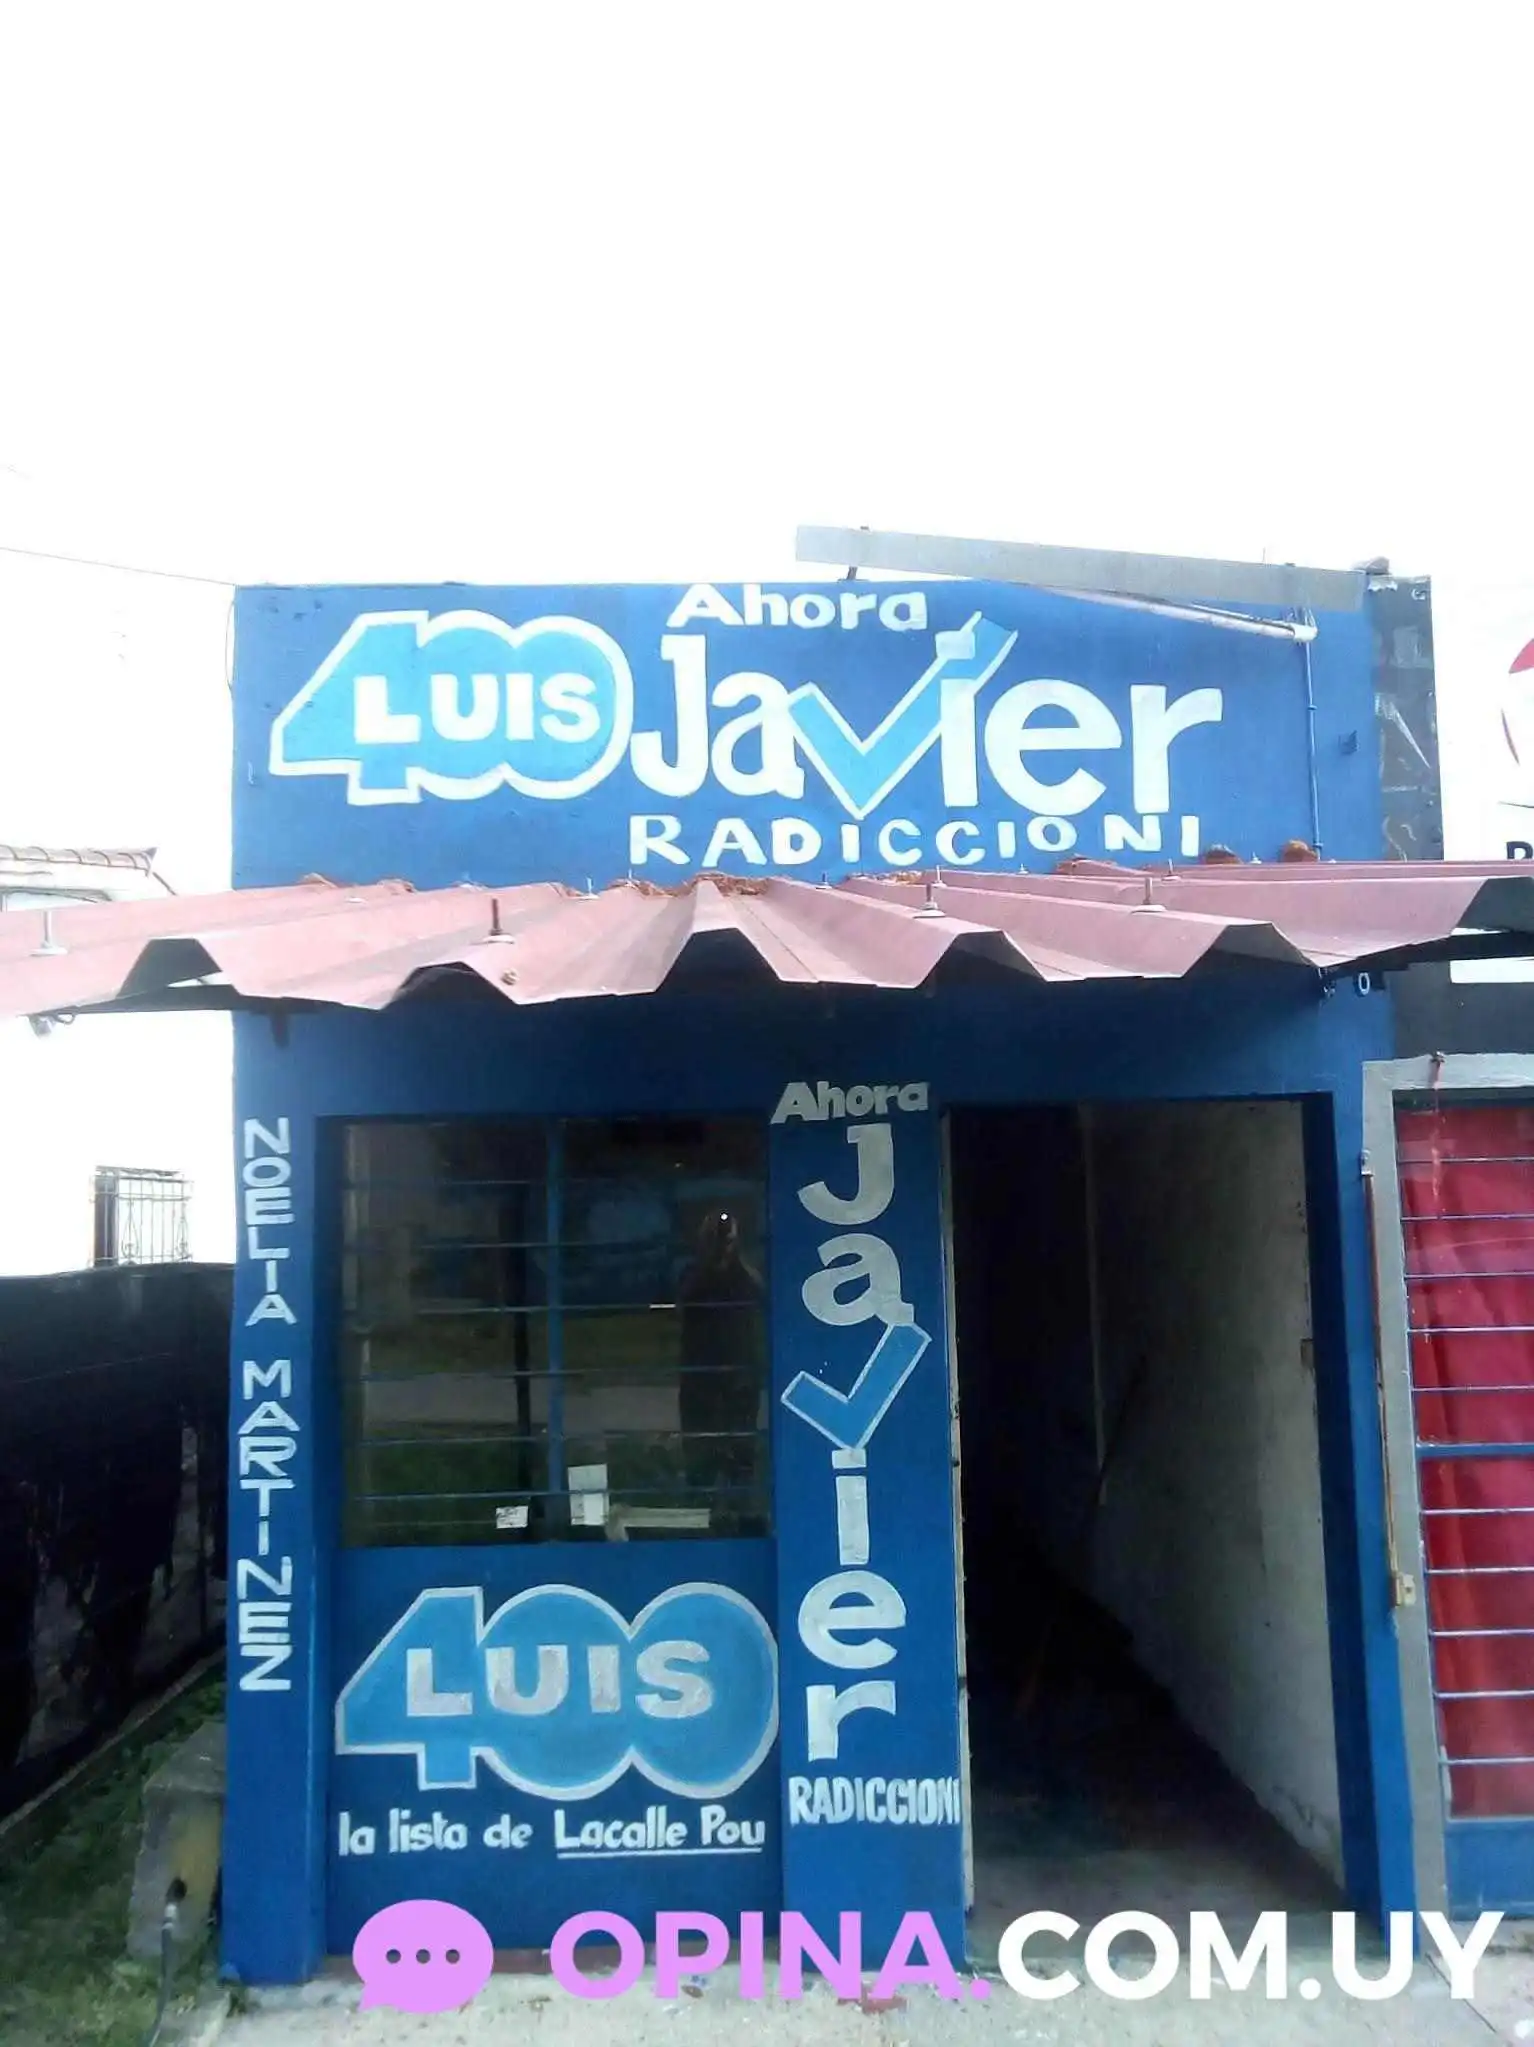 Ahora
400
LUIS
Javier
RADICCIONI
NOELIA MARTINEZ
Ahora
Javier
RADICCIONI
400
LUIS
la lista de Lacalle Pou
OPINA.COM.UY